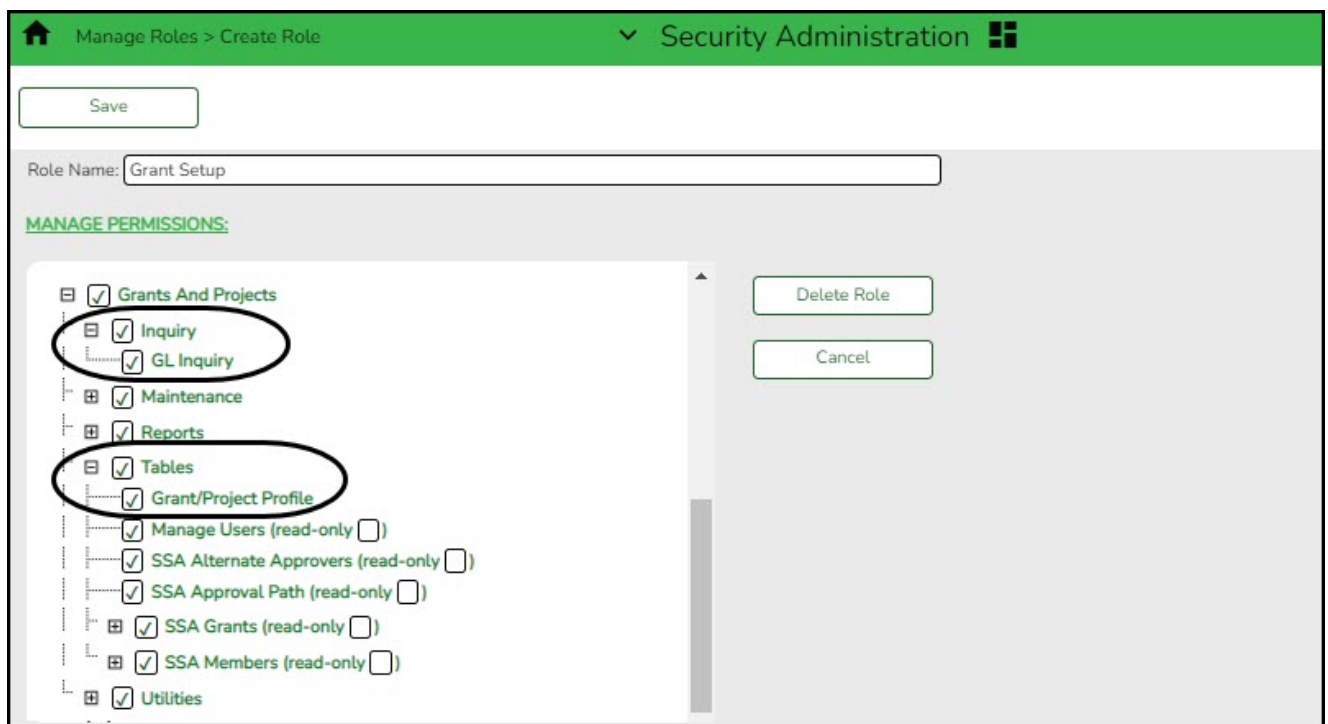 Manage Roles > Create Role
Security Administration
Save
Role Name: Grant Setup
MANAGE PERMISSIONS:
Grants And Projects
Inquiry
GL Inquiry
Maintenance
Reports
Tables
Grant/Project Profile
Manage Users (read-only )
SSA Alternate Approvers (read-only )
SSA Approval Path (read-only )
SSA Grants (read-only )
SSA Members (read-only )
Utilities
Delete Role
Cancel